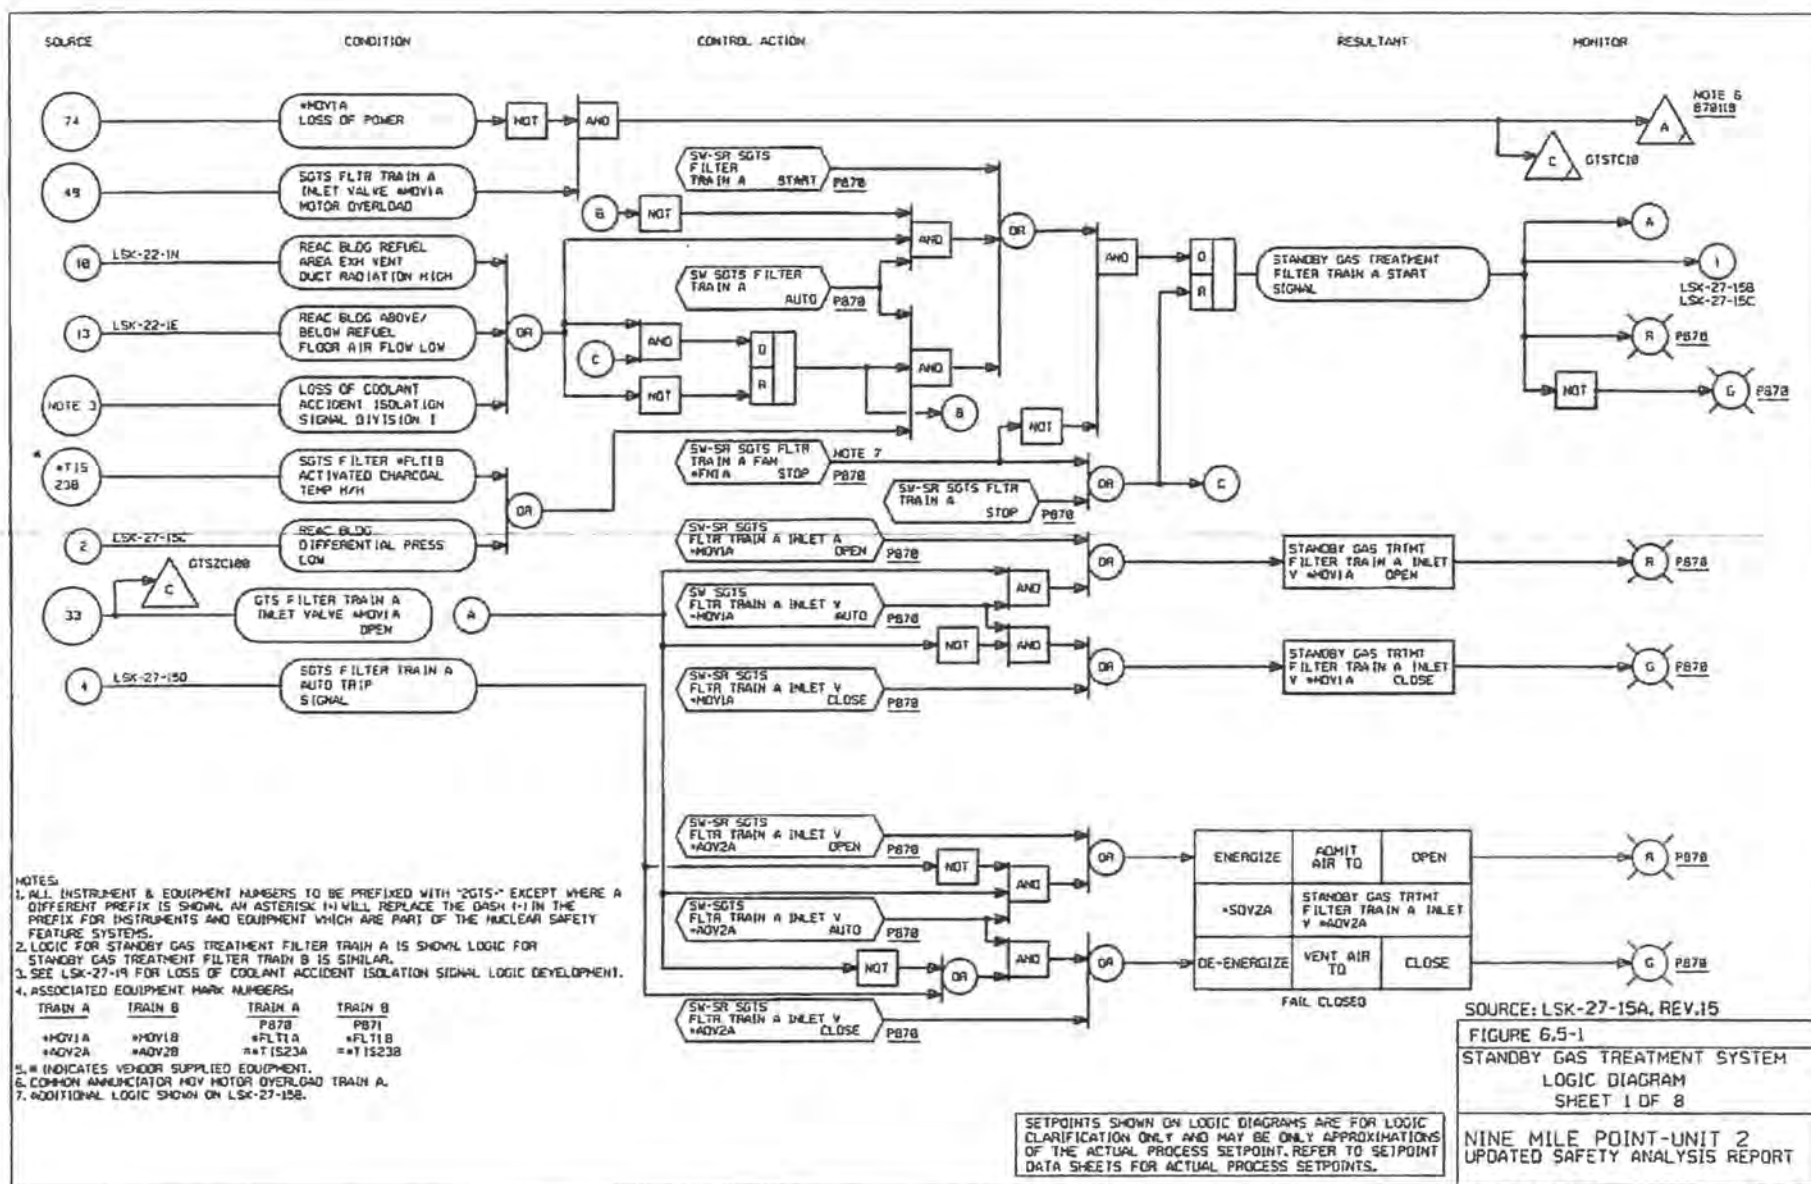 SOURCE
CONDITION
CONTROL ACTION
RESULTANT
MONITOR
74
*MOV1A
LOSS OF POWER
NOT
AND
NOTE 6
A
C
GTSTC10
49
SGTS FLTR TRAIN A
INLET VALVE *MOV1A
MOTOR OVERLOAD
SW-SR SGTS
FILTER
TRAIN A START
P870
B
NOT
AND
OR
AND
10
LSK-22-1N
REAC BLDG REFUEL
AREA EXH VENT
DUCT RADIATION HIGH
SW SGTS FILTER
TRAIN A
AUTO
P870
O
R
STANDBY GAS TREATMENT
FILTER TRAIN A START
SIGNAL
A
1
LSK-27-15B
LSK-27-15C
R
P870
NOT
G
P870
13
LSK-22-1E
REAC BLDG ABOVE/
BELOW REFUEL
FLOOR AIR FLOW LOW
OR
C
AND
NOT
O
R
AND
B
NOTE 3
LOSS OF COOLANT
ACCIDENT ISOLATION
SIGNAL DIVISION I
NOT
*TIS
23B
SGTS FILTER *FLT1B
ACTIVATED CHARCOAL
TEMP H/H
OR
SW-SR SGTS FLTR
TRAIN A FAN
*FN1A STOP
NOTE 7
P870
SW-SR SGTS FLTR
TRAIN A
STOP
P870
OR
C
2
LSK-27-15C
REAC BLDG
DIFFERENTIAL PRESS
LOW
SW-SR SGTS
FLTR TRAIN A INLET A
*MOV1A OPEN
P870
OR
STANDBY GAS TRTMT
FILTER TRAIN A INLET
V *MOV1A OPEN
R
P870
C
GTSZC100
33
GTS FILTER TRAIN A
INLET VALVE *MOV1A
OPEN
A
SW SGTS
FLTR TRAIN A INLET V
*MOV1A AUTO
P870
AND
NOT
AND
OR
STANDBY GAS TRTMT
FILTER TRAIN A INLET
V *MOV1A CLOSE
G
P870
4
LSK-27-15D
SGTS FILTER TRAIN A
AUTO TRIP
SIGNAL
SW-SR SGTS
FLTR TRAIN A INLET V
*MOV1A CLOSE
P870
SW-SR SGTS
FLTR TRAIN A INLET V
*AOV2A OPEN
P870
NOT
AND
OR
SW-SGTS
FLTR TRAIN A INLET V
*AOV2A AUTO
P870
NOT
OR
AND
OR
SW-SR SGTS
FLTR TRAIN A INLET V
*AOV2A CLOSE
P870
ENERGIZE
ADMIT
AIR TO
OPEN
*SOV2A
STANDBY GAS TRTMT
FILTER TRAIN A INLET
V *AOV2A
DE-ENERGIZE
VENT AIR
TO
CLOSE
FAIL CLOSED
R
P870
G
P870
NOTES:
1. ALL INSTRUMENT & EQUIPMENT NUMBERS TO BE PREFIXED WITH "2GTS-" EXCEPT WHERE A
DIFFERENT PREFIX IS SHOWN. AN ASTERISK (*) WILL REPLACE THE DASH (-) IN THE
PREFIX FOR INSTRUMENTS AND EQUIPMENT WHICH ARE PART OF THE NUCLEAR SAFETY
FEATURE SYSTEMS.
2. LOGIC FOR STANDBY GAS TREATMENT FILTER TRAIN A IS SHOWN. LOGIC FOR
STANDBY GAS TREATMENT FILTER TRAIN B IS SIMILAR.
3. SEE LSK-27-19 FOR LOSS OF COOLANT ACCIDENT ISOLATION SIGNAL LOGIC DEVELOPMENT.
4. ASSOCIATED EQUIPMENT MARK NUMBERS:
TRAIN A TRAIN B TRAIN A TRAIN B
P870 P871
*MOV1A *MOV1B *FLT1A *FLT1B
*AOV2A *AOV2B =*TIS23A =*TIS23B
5. # INDICATES VENDOR SUPPLIED EQUIPMENT.
6. COMMON ANNUNCIATOR MOV MOTOR OVERLOAD TRAIN A.
7. ADDITIONAL LOGIC SHOWN ON LSK-27-15B.
SETPOINTS SHOWN ON LOGIC DIAGRAMS ARE FOR LOGIC
CLARIFICATION ONLY AND MAY BE ONLY APPROXIMATIONS
OF THE ACTUAL PROCESS SETPOINT. REFER TO SETPOINT
DATA SHEETS FOR ACTUAL PROCESS SETPOINTS.
SOURCE: LSK-27-15A, REV.15
FIGURE 6.5-1
STANDBY GAS TREATMENT SYSTEM
LOGIC DIAGRAM
SHEET 1 OF 8
NINE MILE POINT-UNIT 2
UPDATED SAFETY ANALYSIS REPORT